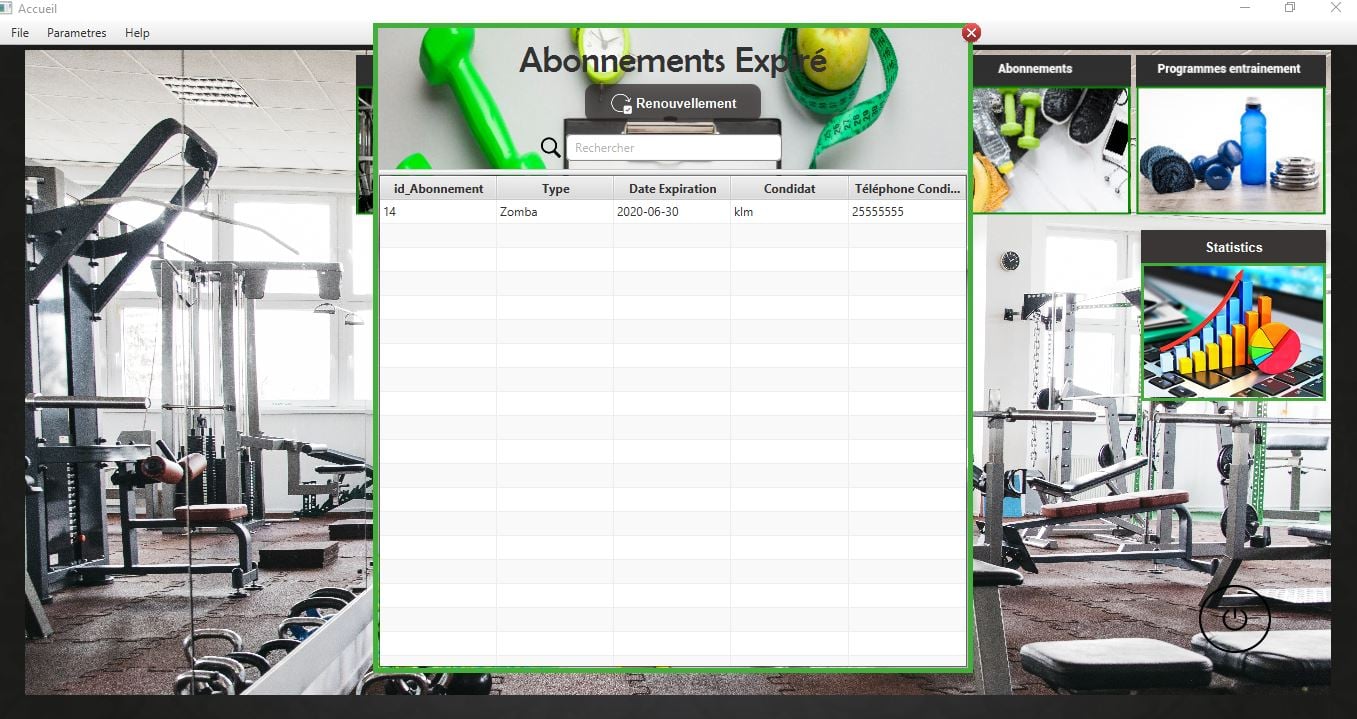 Accueil
File Parametres Help
Abonnements Expiré
Renouvellement
Rechercher
id_Abonnement Type Date Expiration Condidat Téléphone Condi...
14 Zomba 2020-06-30 klm 25555555
Abonnements
Programmes entrainement
Statistics